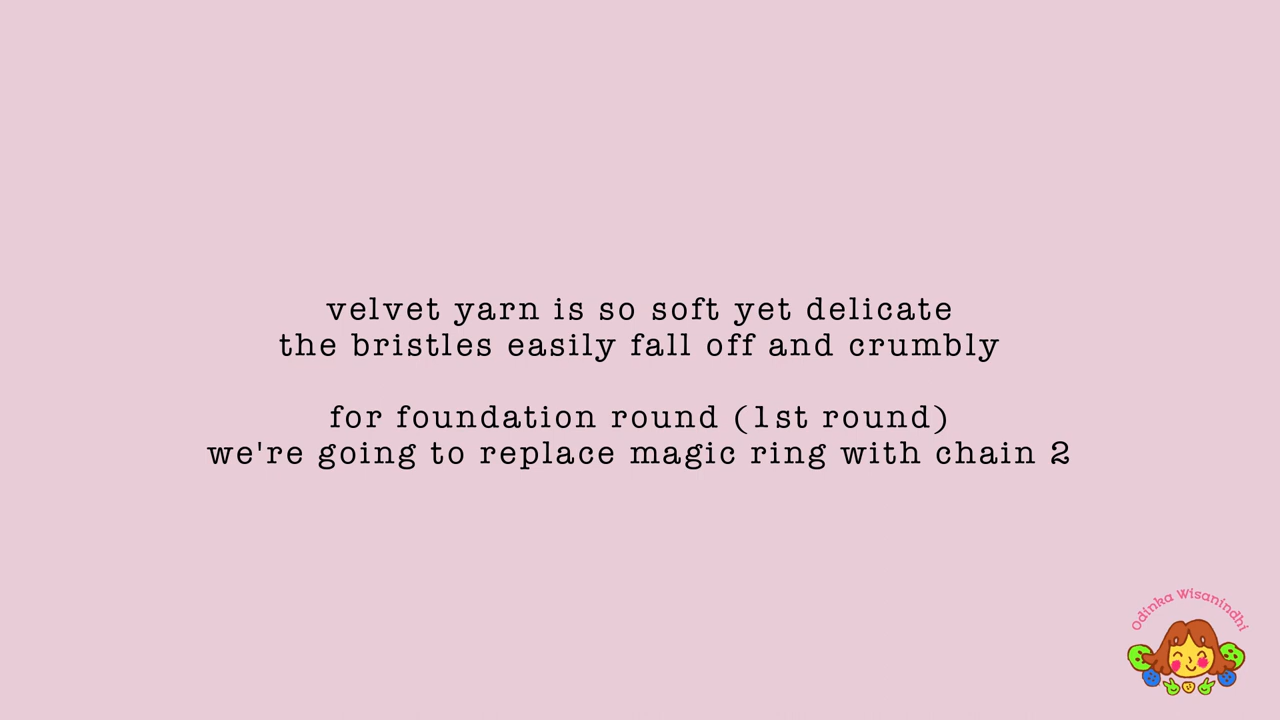 velvet yarn is so soft yet delicate
the bristles easily fall off and crumbly
for foundation round (1st round)
we're going to replace magic ring with chain 2
Odinka Wisanindhi